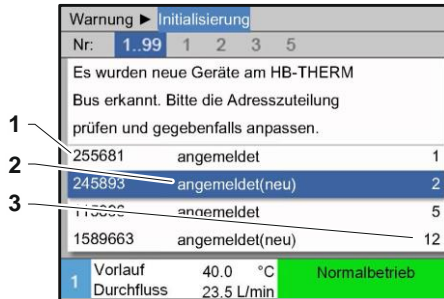 Warnung ► Initialisierung
Nr: 1..99 1 2 3 5
Es wurden neue Geräte am HB-THERM
Bus erkannt. Bitte die Adresszuteilung
prüfen und gegebenfalls anpassen.
1
255681 angemeldet 1
2
245893 angemeldet(neu) 2
3
angemeldet 5
1589663 angemeldet(neu) 12
1 Vorlauf 40.0 °C Normalbetrieb
Durchfluss 23.5 L/min